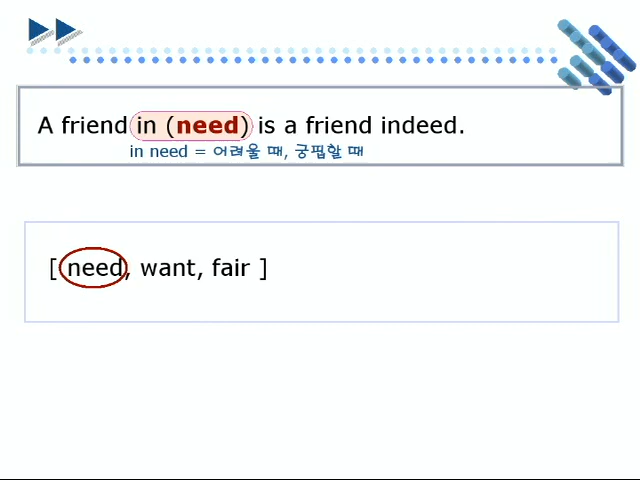 A friend in (need) is a friend indeed.
in need = 어려울 때, 궁핍할 때
[ need, want, fair ]